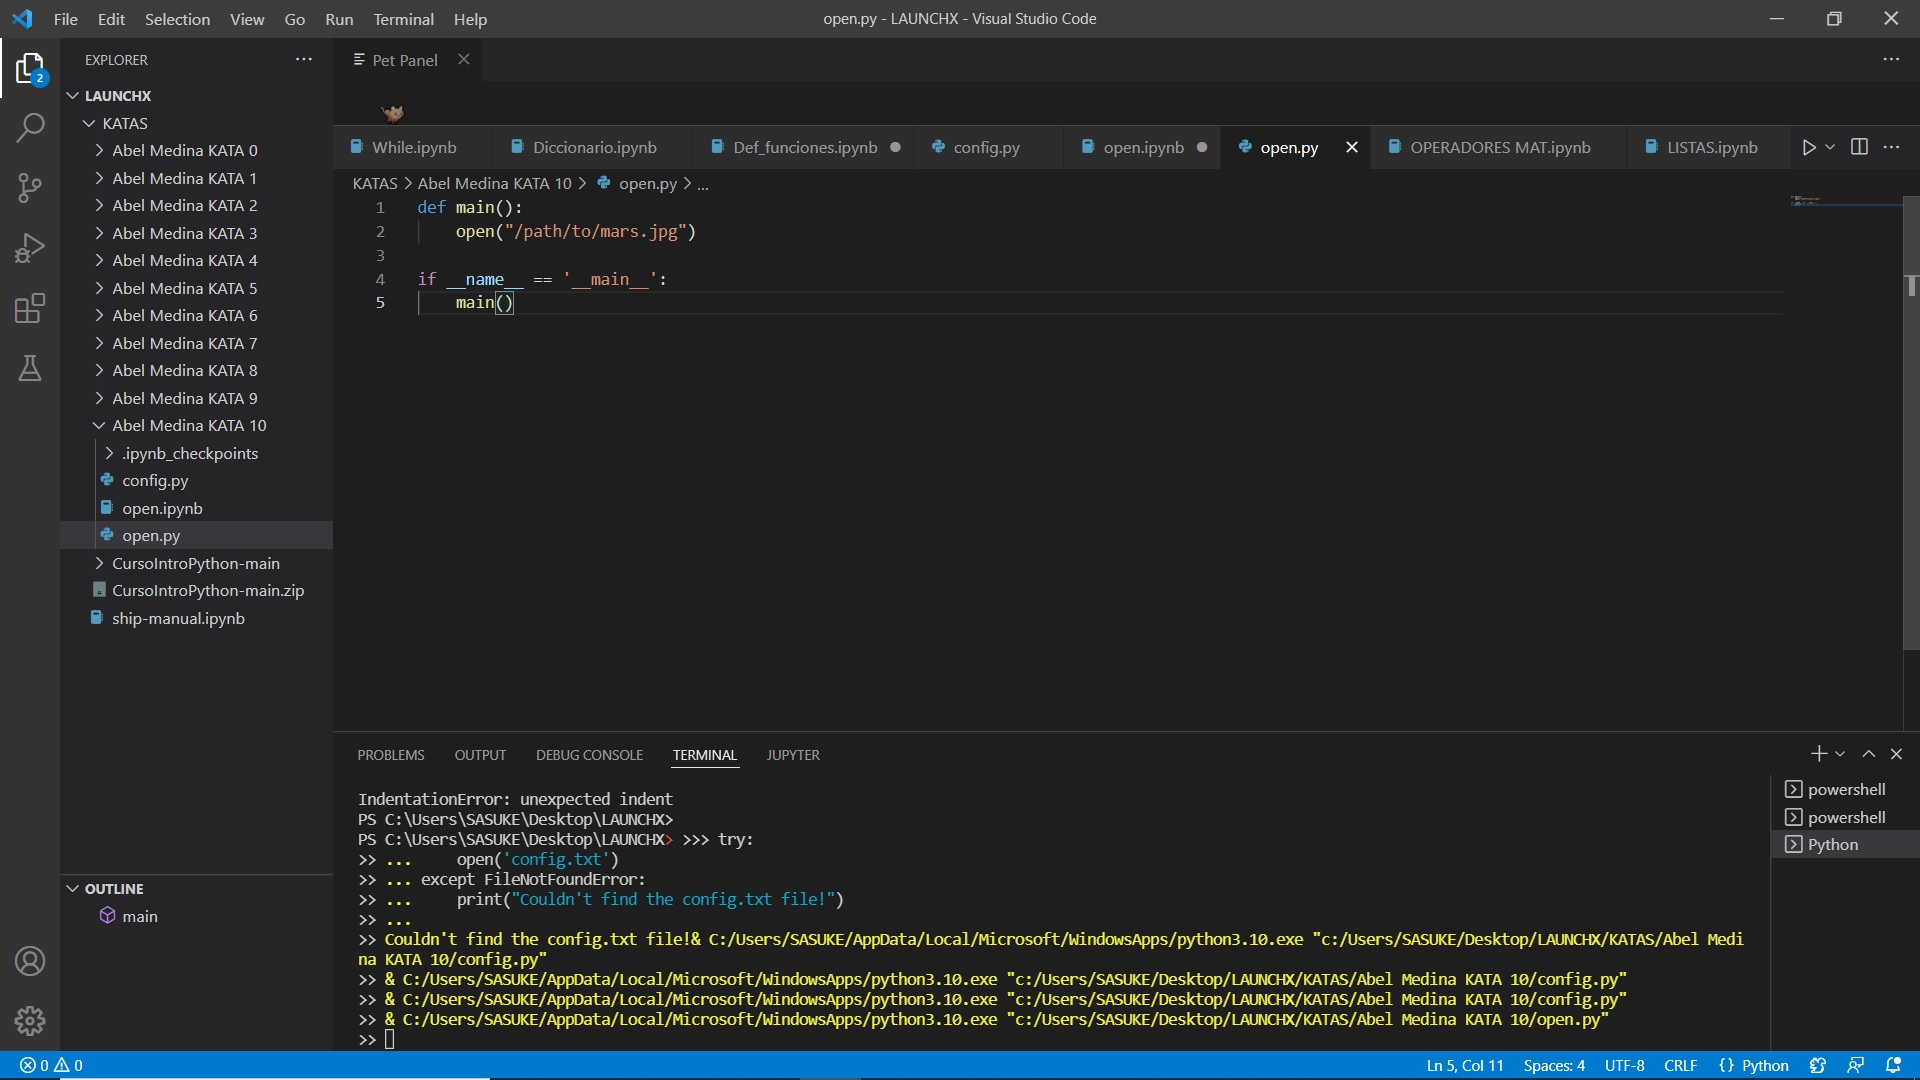 File Edit Selection View Go Run Terminal Help
open.py - LAUNCHX - Visual Studio Code
2
EXPLORER
LAUNCHX
KATAS
Abel Medina KATA 0
Abel Medina KATA 1
Abel Medina KATA 2
Abel Medina KATA 3
Abel Medina KATA 4
Abel Medina KATA 5
Abel Medina KATA 6
Abel Medina KATA 7
Abel Medina KATA 8
Abel Medina KATA 9
Abel Medina KATA 10
.ipynb_checkpoints
config.py
open.ipynb
open.py
CursoIntroPython-main
CursoIntroPython-main.zip
ship-manual.ipynb
OUTLINE
main
Pet Panel
While.ipynb Diccionario.ipynb Def_funciones.ipynb config.py open.ipynb open.py OPERADORES MAT.ipynb LISTAS.ipynb
KATAS > Abel Medina KATA 10 > open.py > ...
1 def main():
2     open("/path/to/mars.jpg")
3
4 if __name__ == '__main__':
5     main()
PROBLEMS OUTPUT DEBUG CONSOLE TERMINAL JUPYTER
IndentationError: unexpected indent
PS C:\Users\SASUKE\Desktop\LAUNCHX>
PS C:\Users\SASUKE\Desktop\LAUNCHX> >>> try:
>> ...     open('config.txt')
>> ... except FileNotFoundError:
>> ...     print("Couldn't find the config.txt file!")
>> ...
>> Couldn't find the config.txt file!& C:/Users/SASUKE/AppData/Local/Microsoft/WindowsApps/python3.10.exe "c:/Users/SASUKE/Desktop/LAUNCHX/KATAS/Abel Medi
na KATA 10/config.py"
>> & C:/Users/SASUKE/AppData/Local/Microsoft/WindowsApps/python3.10.exe "c:/Users/SASUKE/Desktop/LAUNCHX/KATAS/Abel Medina KATA 10/config.py"
>> & C:/Users/SASUKE/AppData/Local/Microsoft/WindowsApps/python3.10.exe "c:/Users/SASUKE/Desktop/LAUNCHX/KATAS/Abel Medina KATA 10/config.py"
>> & C:/Users/SASUKE/AppData/Local/Microsoft/WindowsApps/python3.10.exe "c:/Users/SASUKE/Desktop/LAUNCHX/KATAS/Abel Medina KATA 10/open.py"
>>
powershell
powershell
Python
0 0
Ln 5, Col 11 Spaces: 4 UTF-8 CRLF {} Python